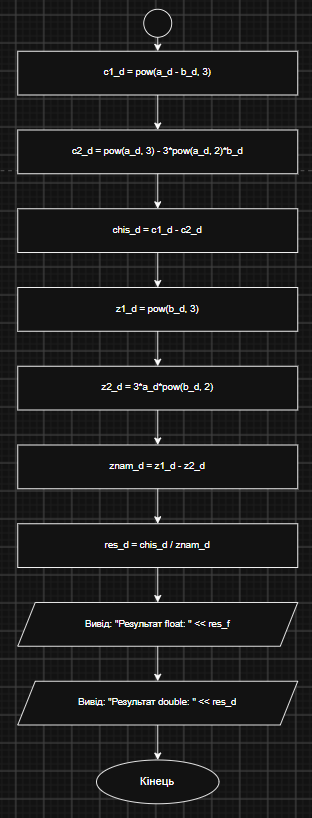 c1_d = pow(a_d - b_d, 3)
c2_d = pow(a_d, 3) - 3*pow(a_d, 2)*b_d
chis_d = c1_d - c2_d
z1_d = pow(b_d, 3)
z2_d = 3*a_d*pow(b_d, 2)
znam_d = z1_d - z2_d
res_d = chis_d / znam_d
Вивід: "Результат float: " << res_f
Вивід: "Результат double: " << res_d
Кінець